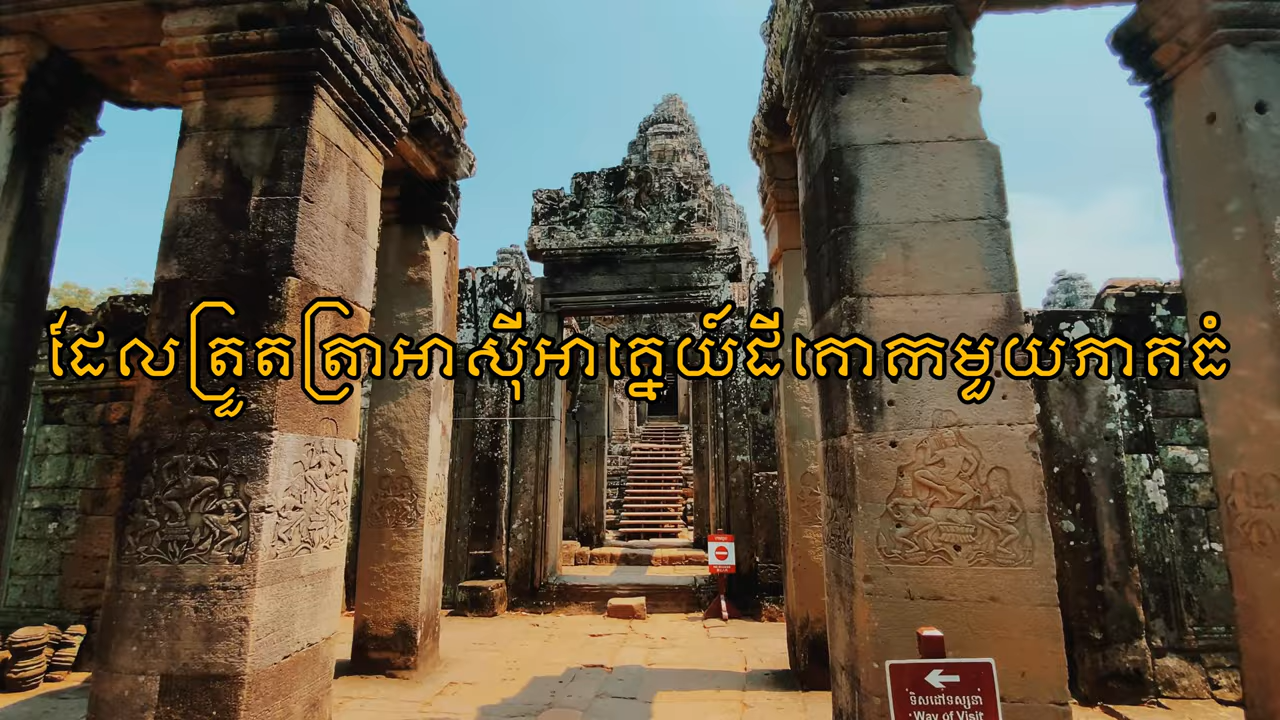 ដែលត្រួតត្រាអាស៊ីអាគ្នេយ៍ដីគោកមួយភាគធំ
ទិសដៅទស្សនា
Way of Visit